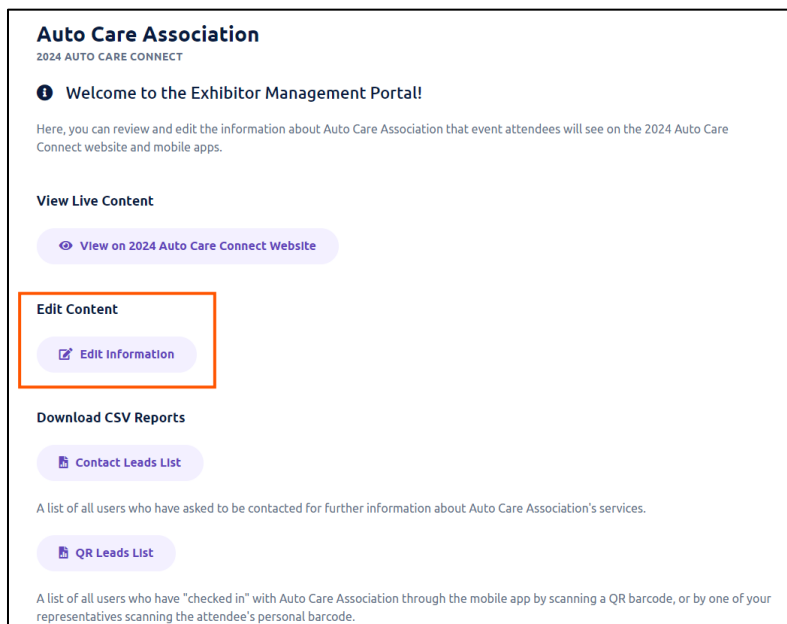 Auto Care Association
2024 AUTO CARE CONNECT
Welcome to the Exhibitor Management Portal!
Here, you can review and edit the information about Auto Care Association that event attendees will see on the 2024 Auto Care
Connect website and mobile apps.
View Live Content
View on 2024 Auto Care Connect Website
Edit Content
Edit Information
Download CSV Reports
Contact Leads List
A list of all users who have asked to be contacted for further information about Auto Care Association's services.
QR Leads List
A list of all users who have "checked in" with Auto Care Association through the mobile app by scanning a QR barcode, or by one of your
representatives scanning the attendee's personal barcode.